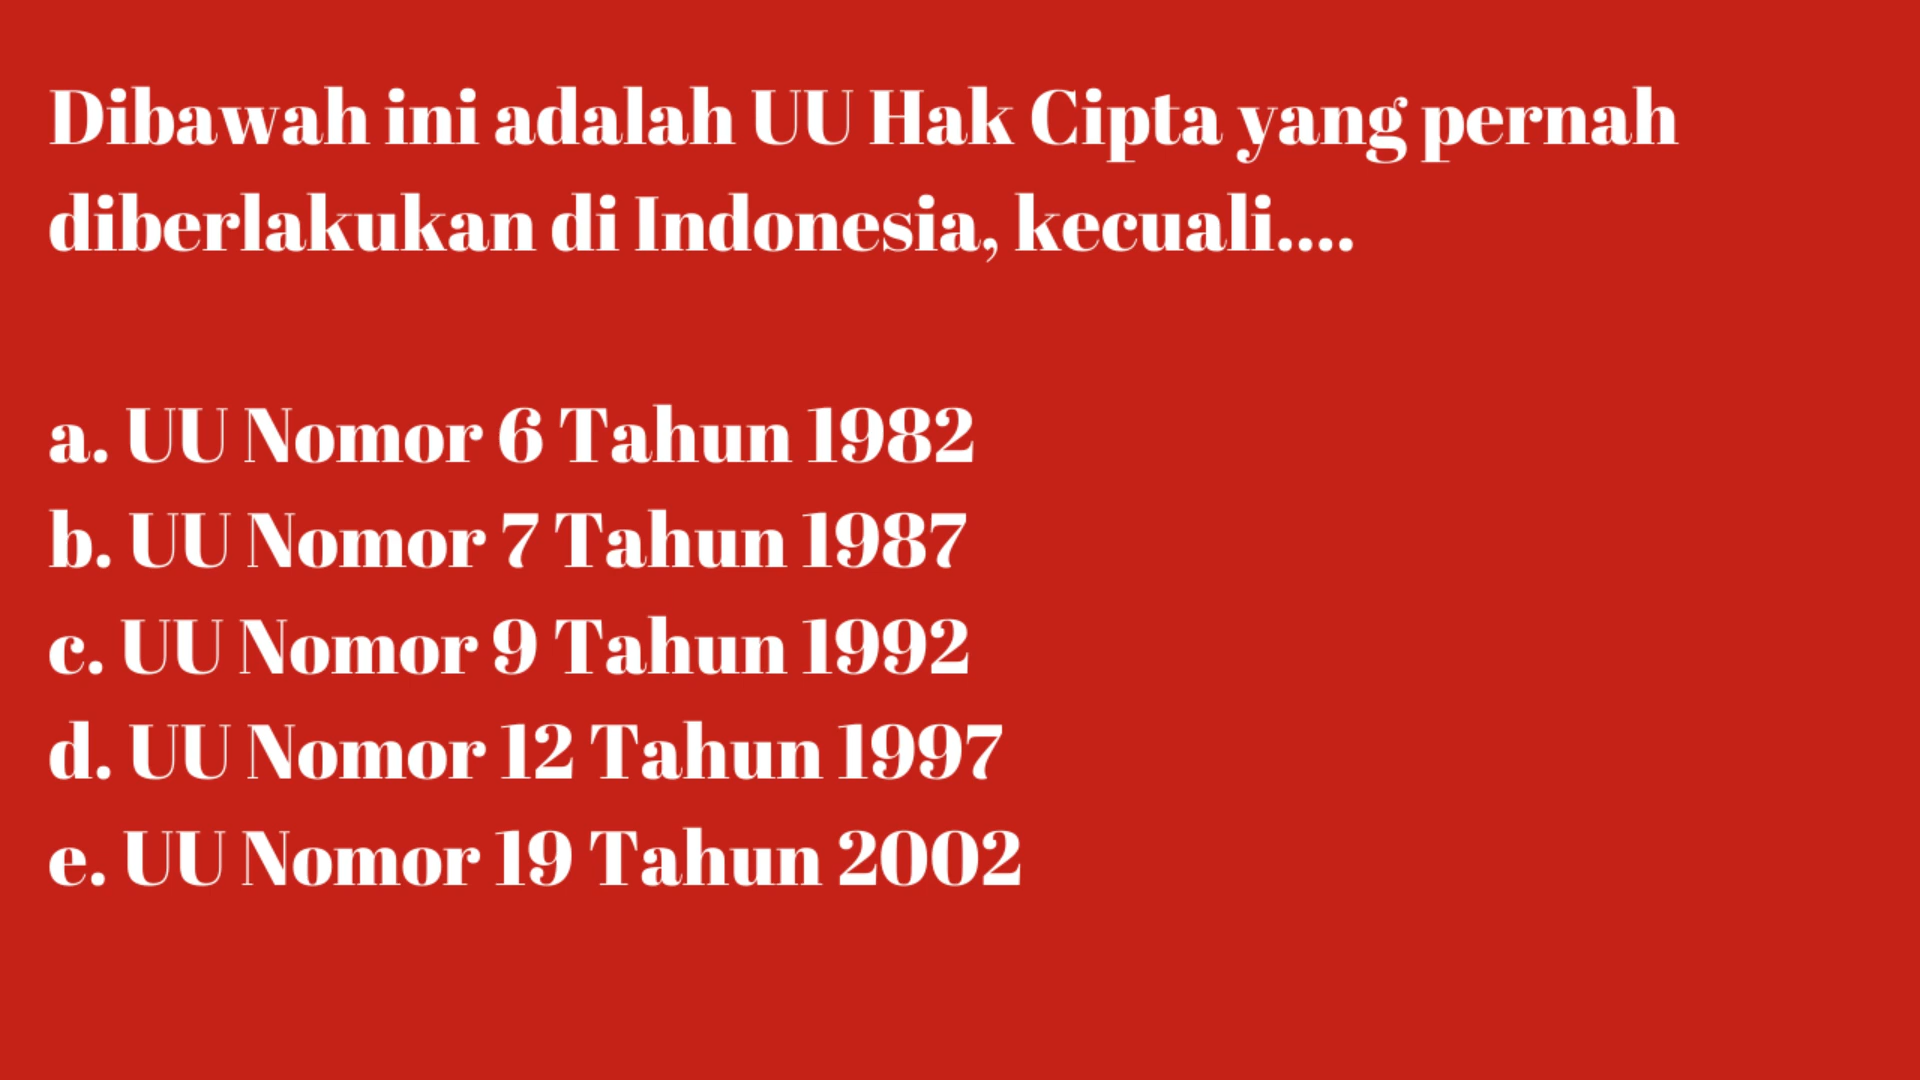 Dibawah ini adalah UU Hak Cipta yang pernah
diberlakukan di Indonesia, kecuali....
a. UU Nomor 6 Tahun 1982
b. UU Nomor 7 Tahun 1987
c. UU Nomor 9 Tahun 1992
d. UU Nomor 12 Tahun 1997
e. UU Nomor 19 Tahun 2002